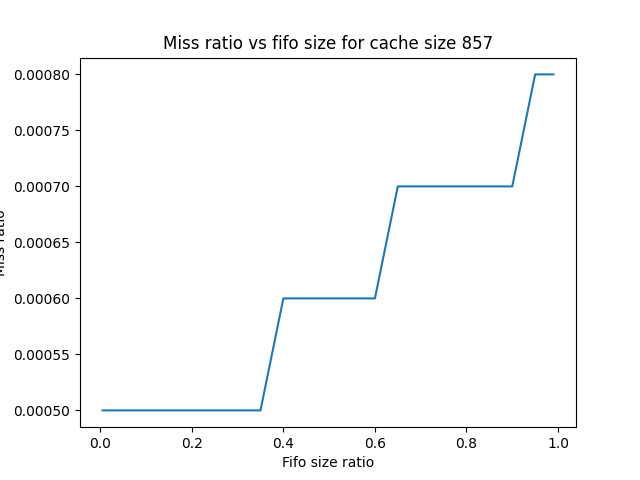 Miss ratio vs fifo size for cache size 857
0.00080
0.00075
0.00070
0.00065
0.00060
0.00055
0.00050
Miss ratio
0.0 0.2 0.4 0.6 0.8 1.0
Fifo size ratio